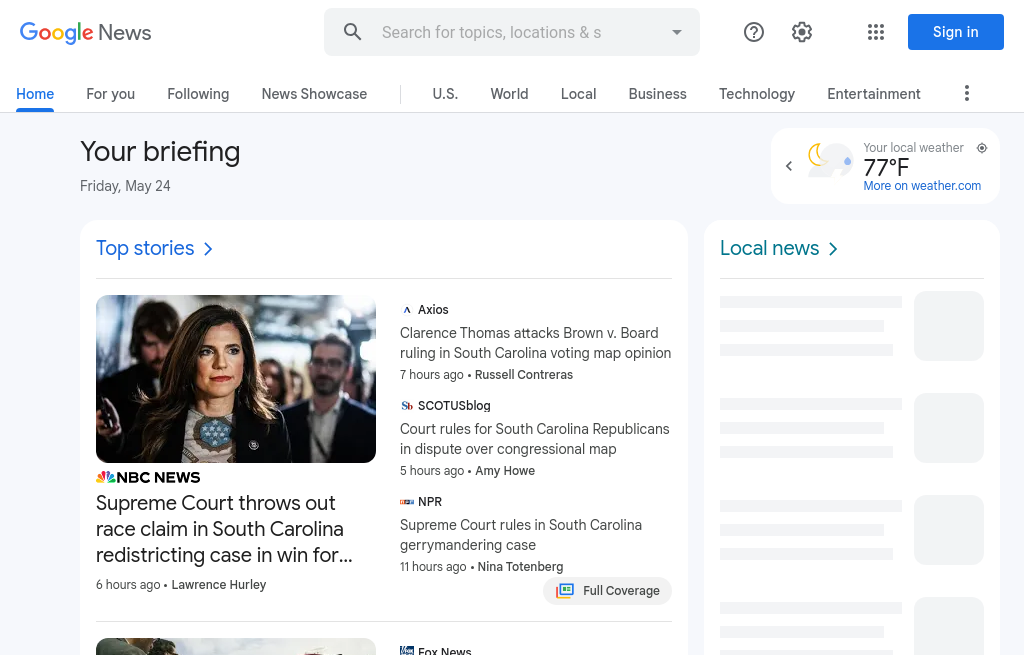 Google News
Search for topics, locations & s
Sign in
Home
For you
Following
News Showcase
U.S.
World
Local
Business
Technology
Entertainment
Your briefing
Friday, May 24
Your local weather
77°F
More on weather.com
Top stories
NBC NEWS
Supreme Court throws out
race claim in South Carolina
redistricting case in win for...
6 hours ago • Lawrence Hurley
Axios
Clarence Thomas attacks Brown v. Board
ruling in South Carolina voting map opinion
7 hours ago • Russell Contreras
SCOTUSblog
Court rules for South Carolina Republicans
in dispute over congressional map
5 hours ago • Amy Howe
NPR
Supreme Court rules in South Carolina
gerrymandering case
11 hours ago • Nina Totenberg
Full Coverage
Fox News
Local news